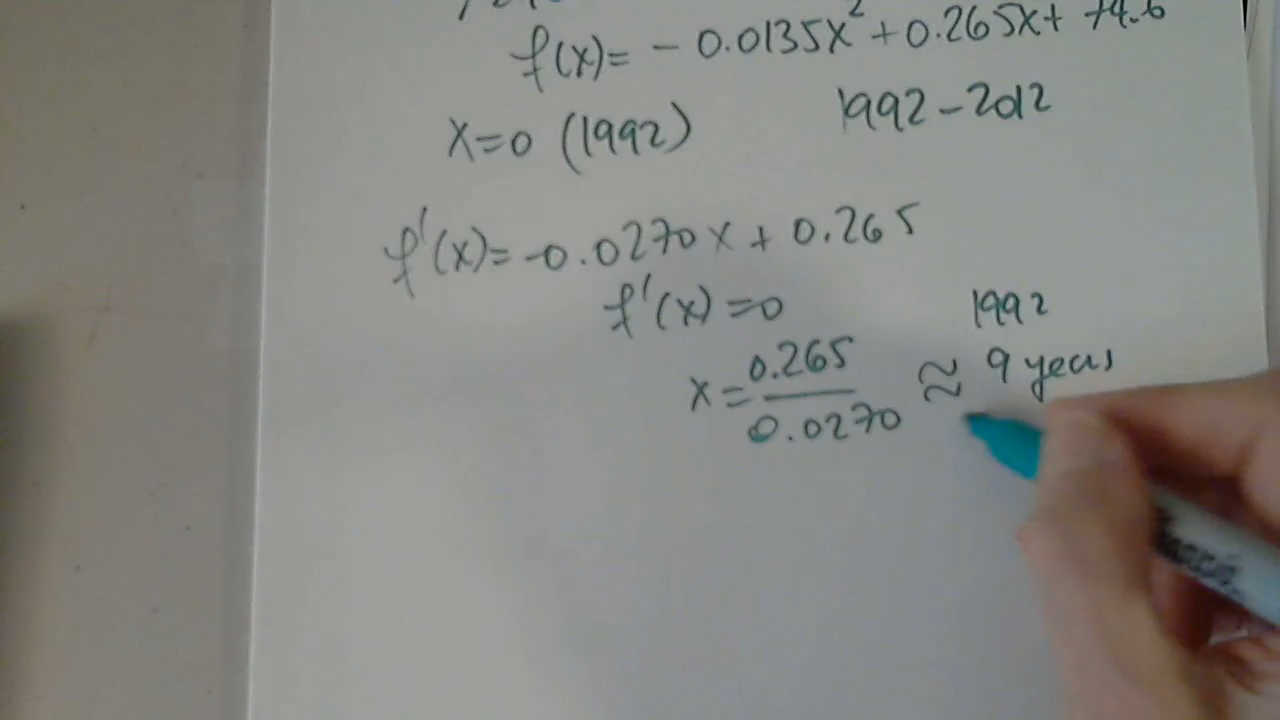 f(x)= - 0.0135x² + 0.265x + 74.6
x=0 (1992) 1992-2012
f'(x)= -0.0270x + 0.265
f'(x)=0
1992
x = 0.265 / 0.0270 ≈ 9 years